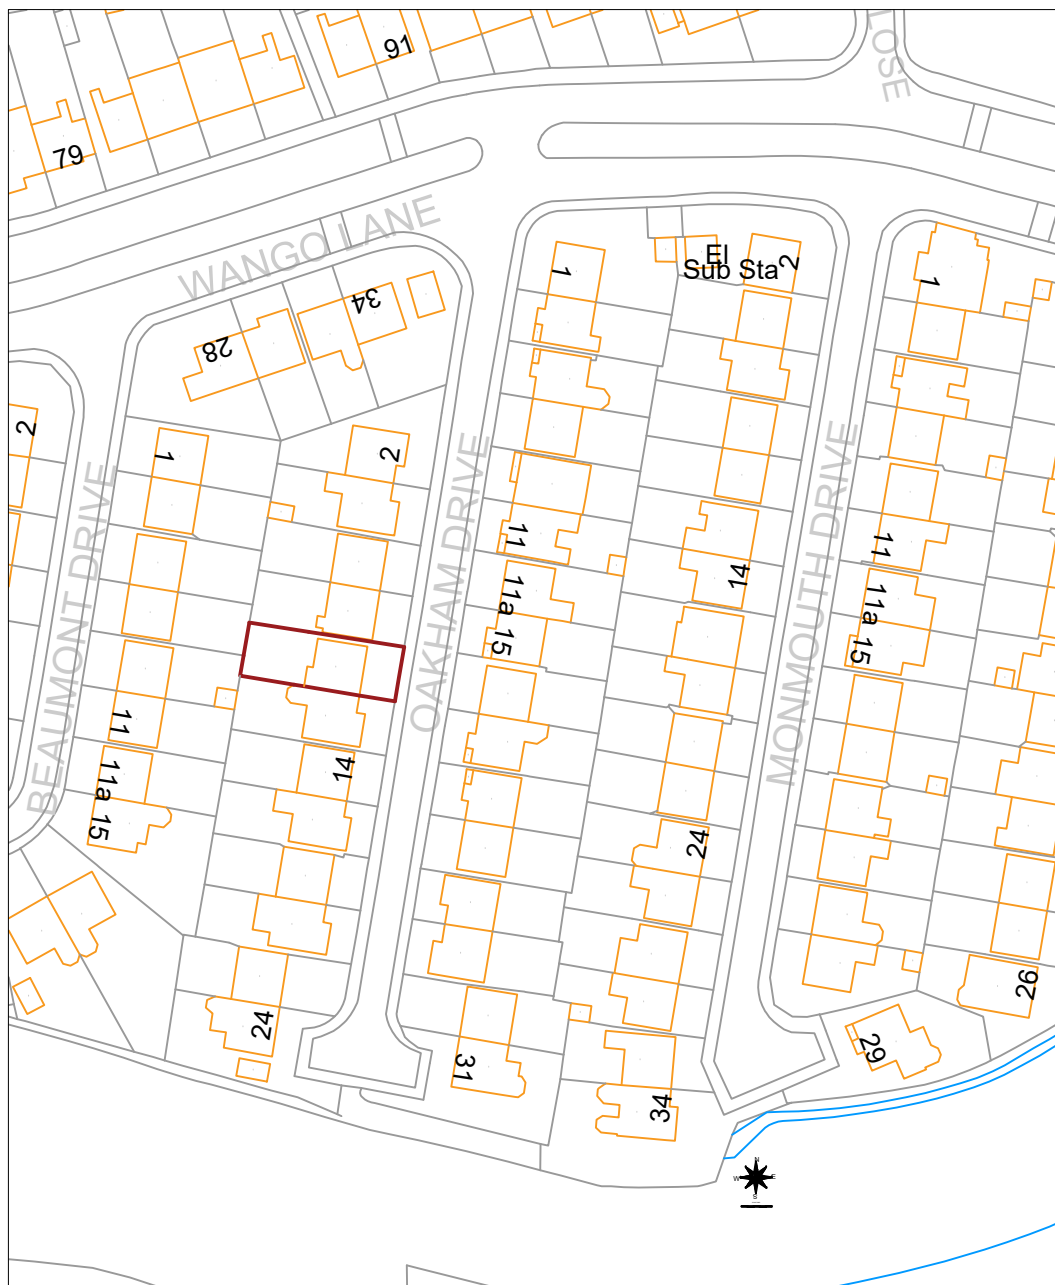 LOSE
91
79
WANGO LANE
34
28
El
Sub Sta
2
1
1
2
1
2
BEAUMONT DRIVE
OAKHAM DRIVE
MONMOUTH DRIVE
11
14
11
11a 15
11a 15
11
14
11a 15
24
24
31
34
29
26
N
W
E
S